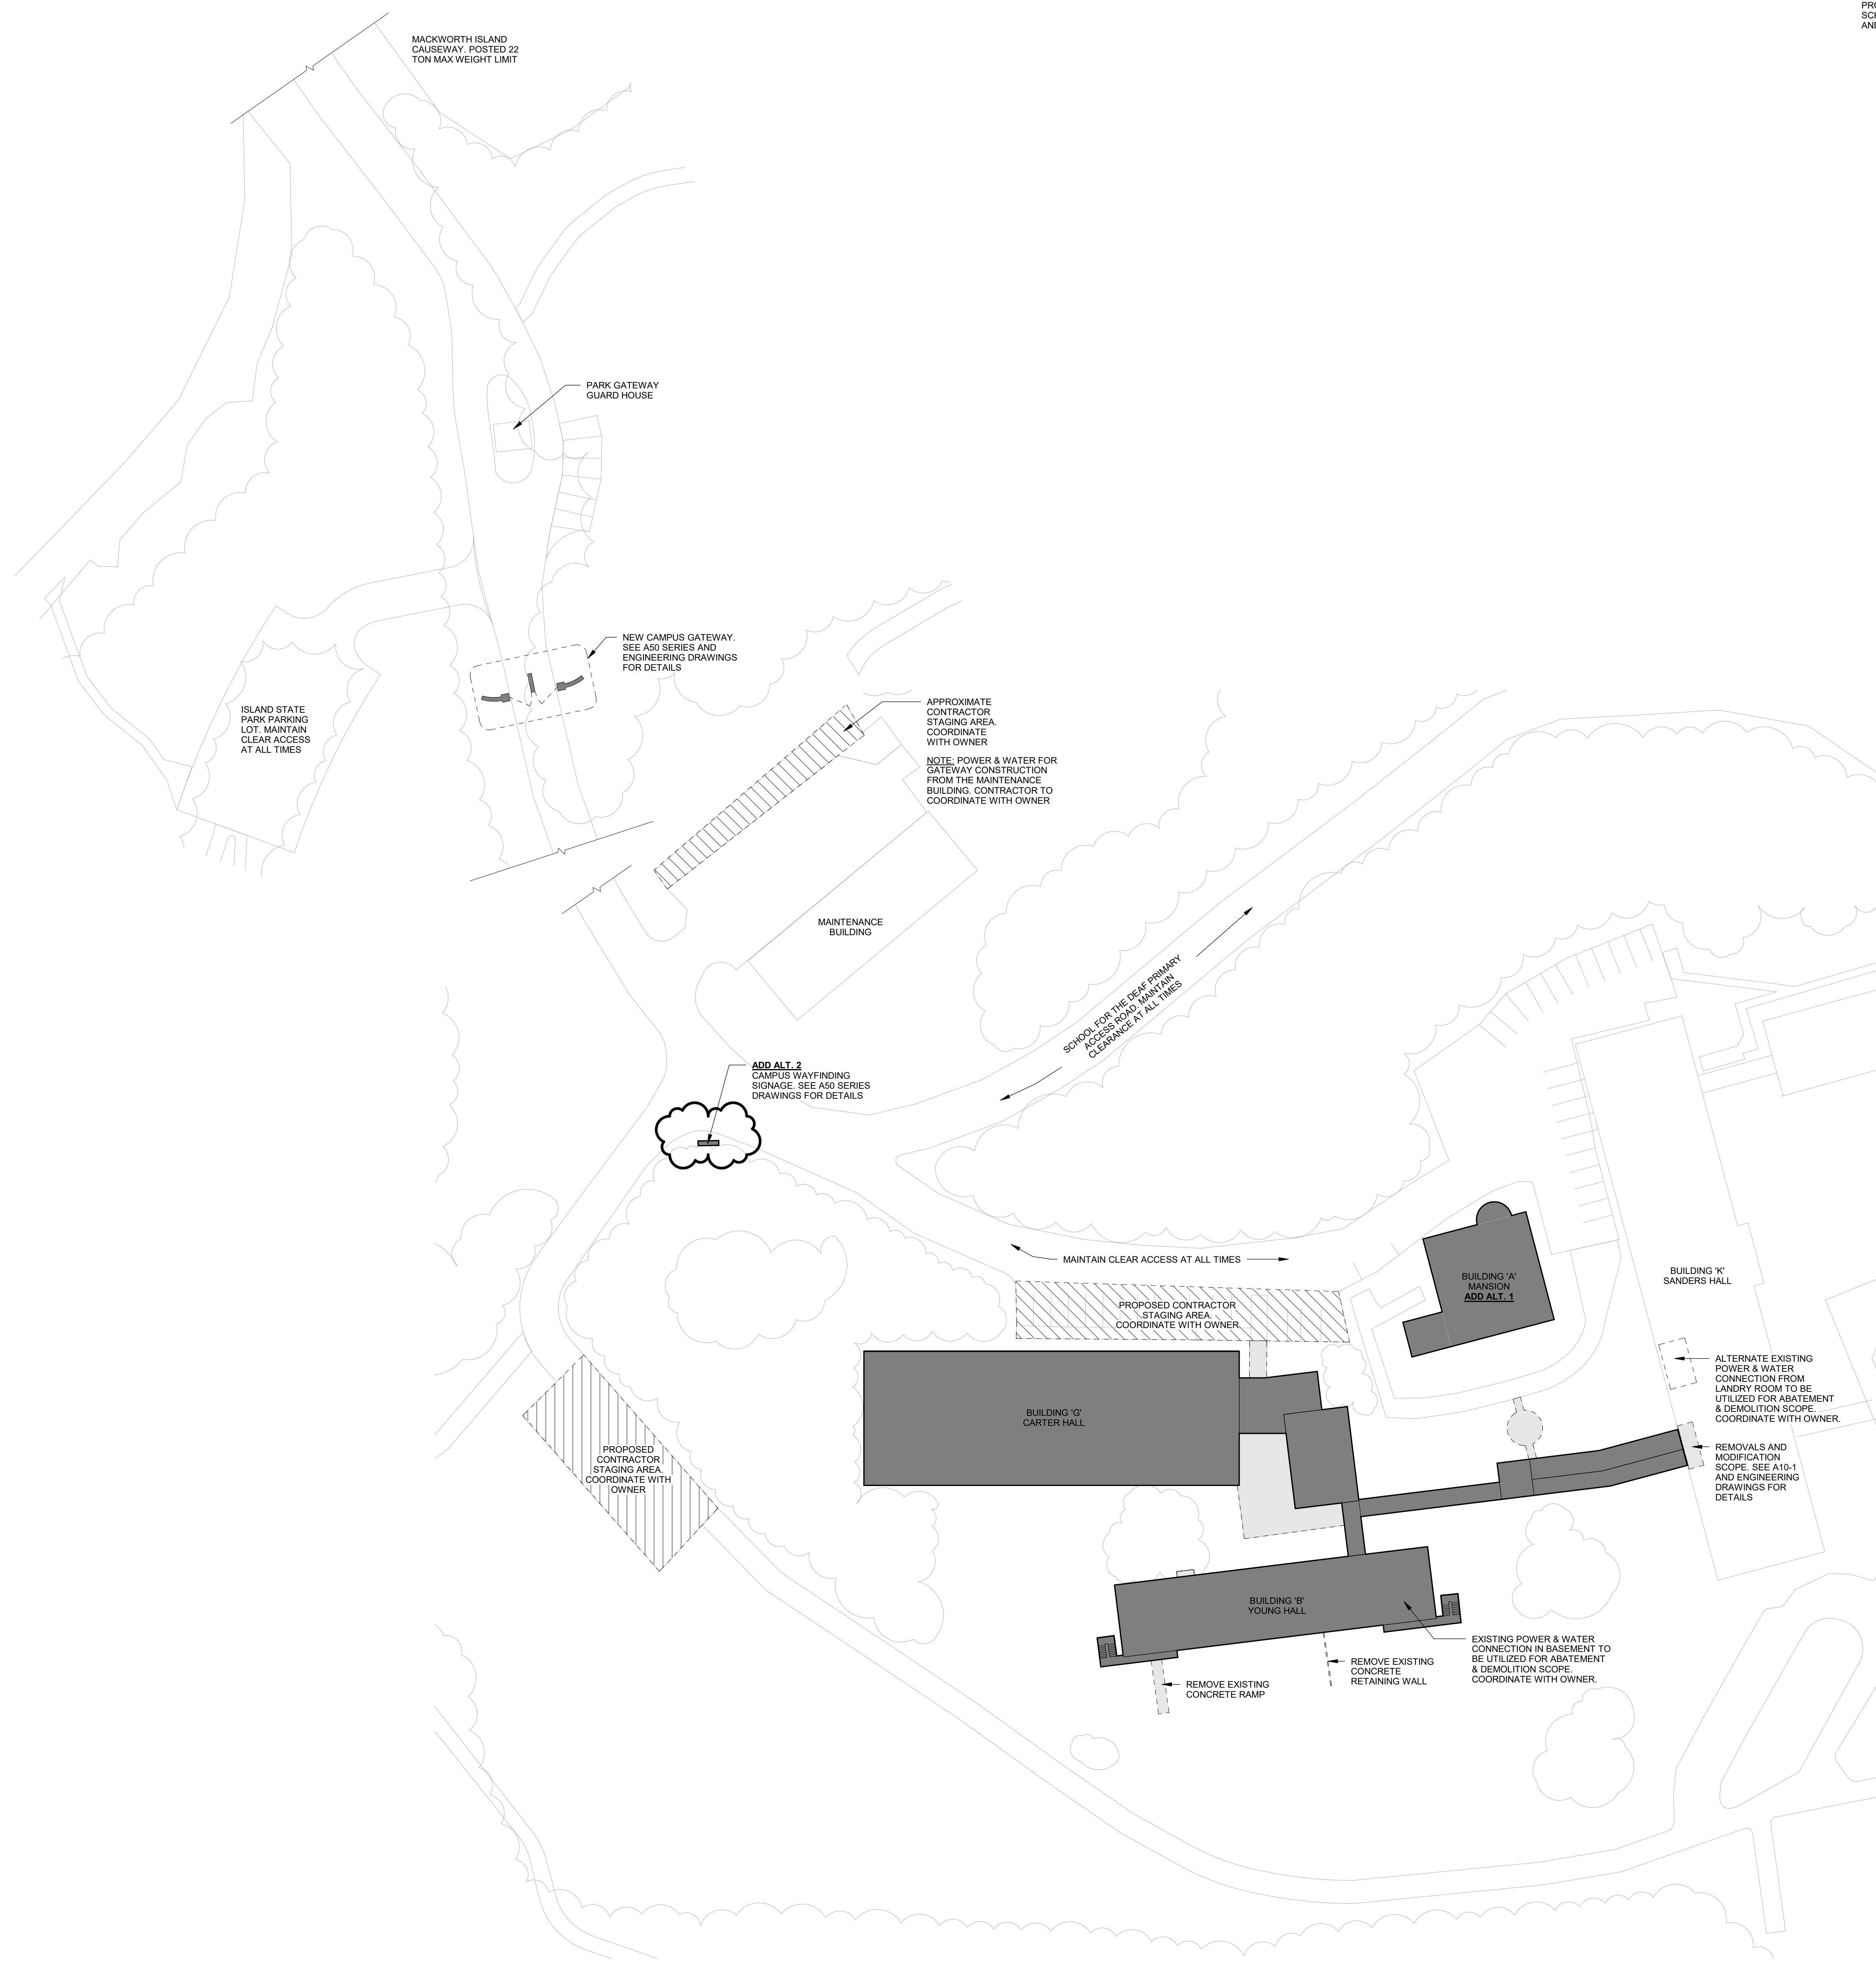 MACKWORTH ISLAND
CAUSEWAY. POSTED 22
TON MAX WEIGHT LIMIT
PARK GATEWAY
GUARD HOUSE
NEW CAMPUS GATEWAY.
SEE A50 SERIES AND
ENGINEERING DRAWINGS
FOR DETAILS
ISLAND STATE
PARK PARKING
LOT. MAINTAIN
CLEAR ACCESS
AT ALL TIMES
APPROXIMATE
CONTRACTOR
STAGING AREA.
COORDINATE
WITH OWNER
NOTE: POWER & WATER FOR
GATEWAY CONSTRUCTION
FROM THE MAINTENANCE
BUILDING. CONTRACTOR TO
COORDINATE WITH OWNER
MAINTENANCE
BUILDING
SCHOOL FOR THE DEAF PRIMARY
ACCESS ROAD. MAINTAIN
CLEARANCE AT ALL TIMES
ADD ALT. 2
CAMPUS WAYFINDING
SIGNAGE. SEE A50 SERIES
DRAWINGS FOR DETAILS
MAINTAIN CLEAR ACCESS AT ALL TIMES
BUILDING 'A'
MANSION
ADD ALT. 1
BUILDING 'K'
SANDERS HALL
PROPOSED CONTRACTOR
STAGING AREA.
COORDINATE WITH OWNER
ALTERNATE EXISTING
POWER & WATER
CONNECTION FROM
LANDRY ROOM TO BE
UTILIZED FOR ABATEMENT
& DEMOLITION SCOPE.
COORDINATE WITH OWNER.
BUILDING 'G'
CARTER HALL
PROPOSED
CONTRACTOR
STAGING AREA.
COORDINATE WITH
OWNER
REMOVALS AND
MODIFICATION
SCOPE. SEE A10-1
AND ENGINEERING
DRAWINGS FOR
DETAILS
BUILDING 'B'
YOUNG HALL
EXISTING POWER & WATER
CONNECTION IN BASEMENT TO
BE UTILIZED FOR ABATEMENT
& DEMOLITION SCOPE.
COORDINATE WITH OWNER.
REMOVE EXISTING
CONCRETE
RETAINING WALL
REMOVE EXISTING
CONCRETE RAMP